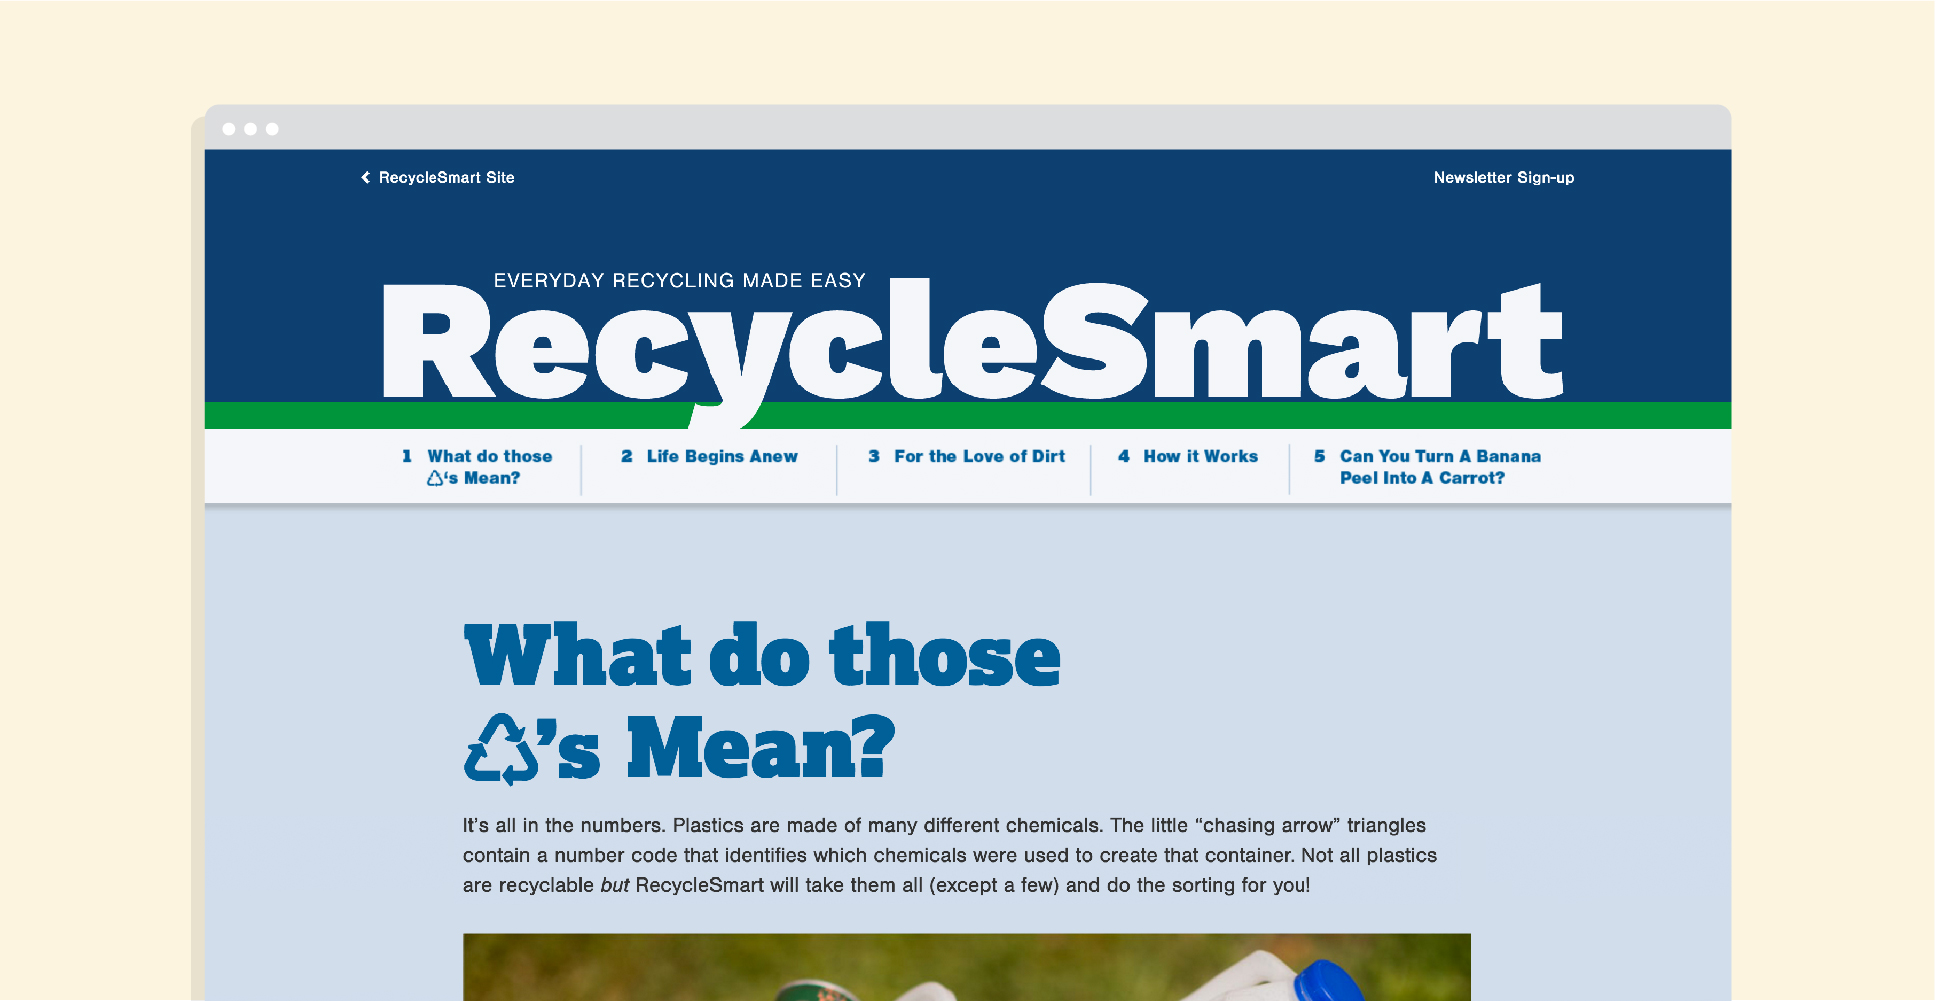 RecycleSmart Site
Newsletter Sign-up
EVERYDAY RECYCLING MADE EASY
RecycleSmart
1 What do those
♺'s Mean?
2 Life Begins Anew
3 For the Love of Dirt
4 How it Works
5 Can You Turn A Banana
Peel Into A Carrot?
What do those
♺’s Mean?
It’s all in the numbers. Plastics are made of many different chemicals. The little “chasing arrow” triangles
contain a number code that identifies which chemicals were used to create that container. Not all plastics
are recyclable but RecycleSmart will take them all (except a few) and do the sorting for you!